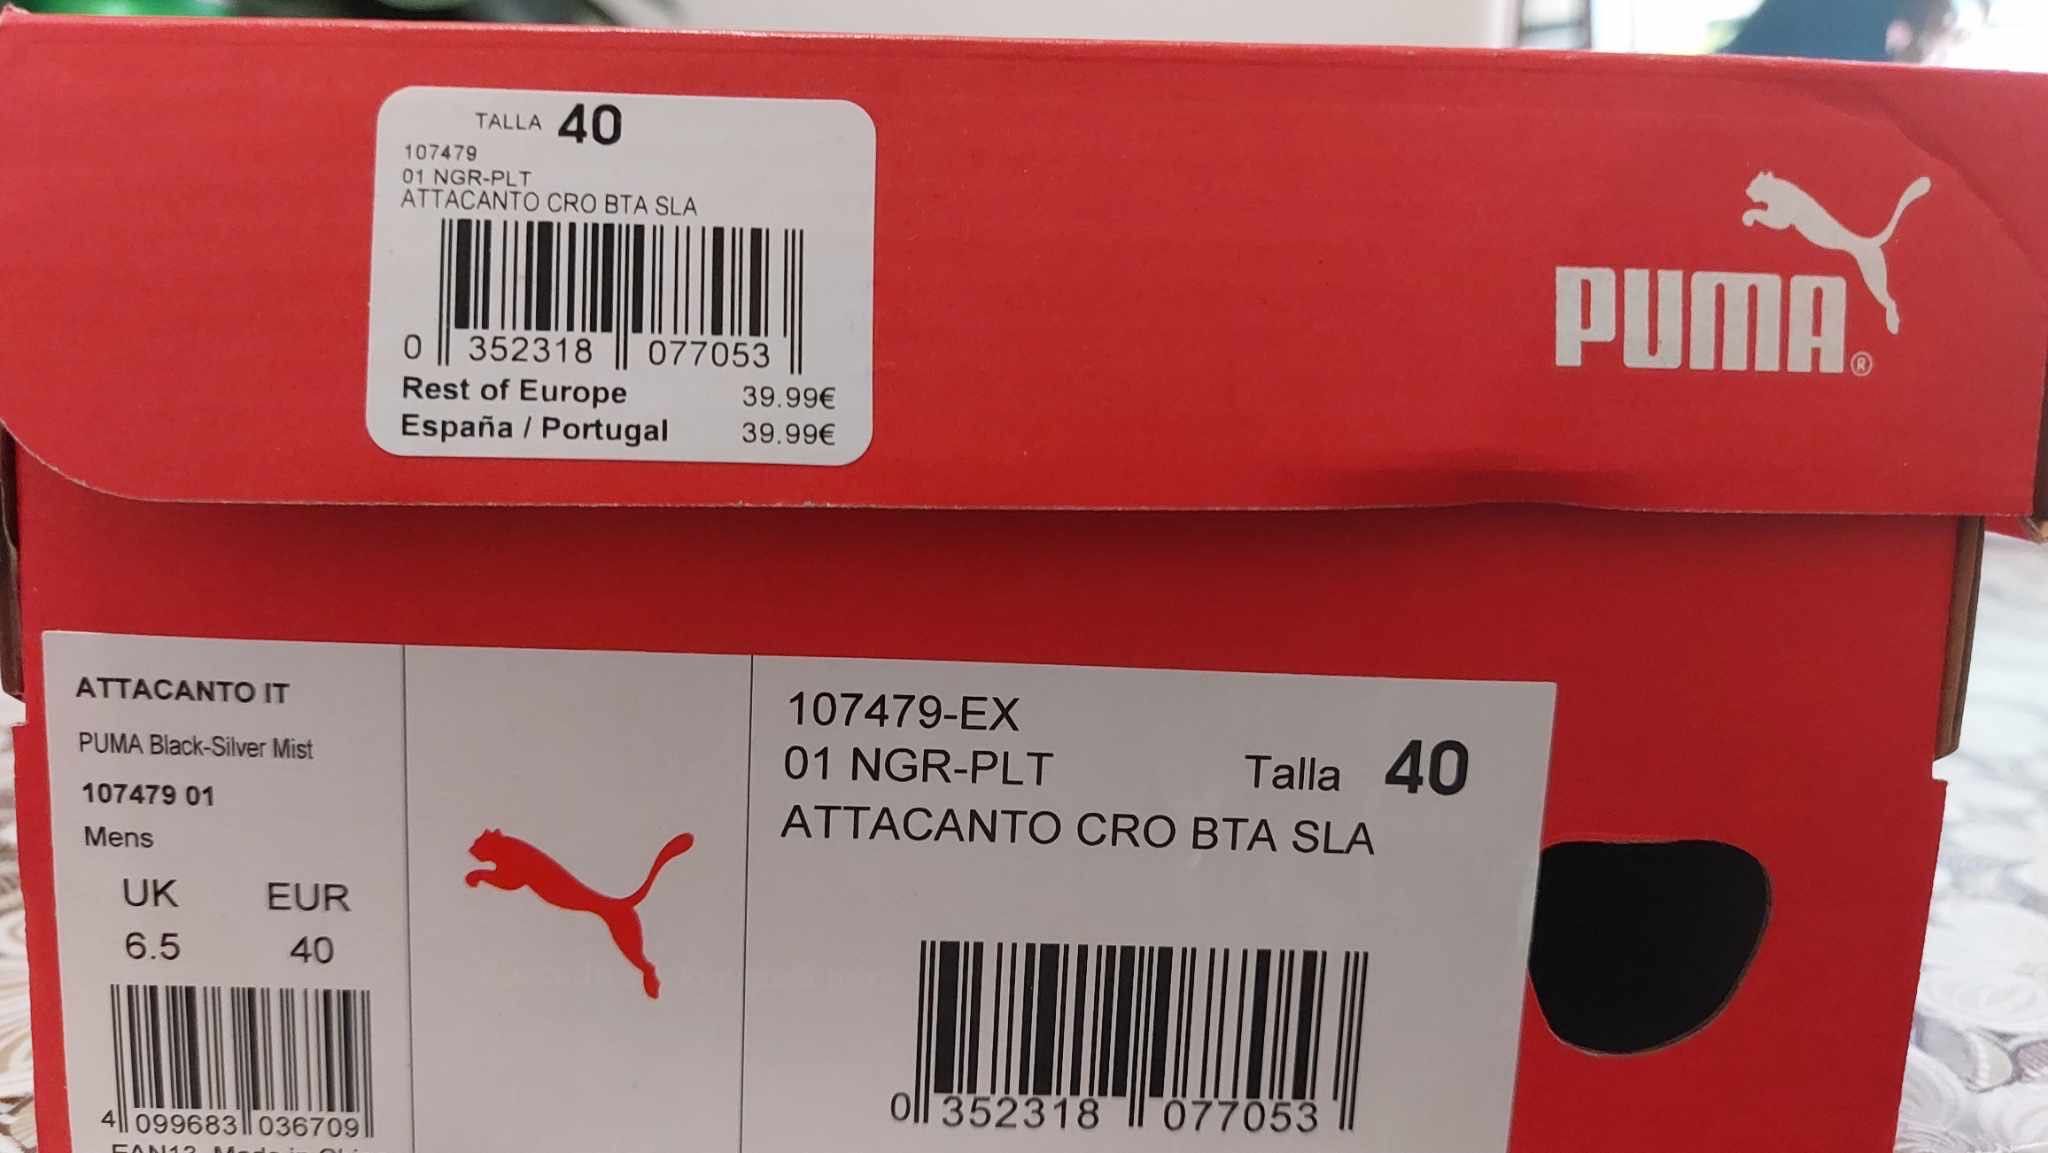 TALLA 40
107479
01 NGR-PLT
ATTACANTO CRO BTA SLA
0 352318 077053
Rest of Europe 39.99€
España / Portugal 39.99€
PUMA®
ATTACANTO IT
PUMA Black-Silver Mist
107479 01
Mens
UK EUR
6.5 40
4 099683 036709
107479-EX
01 NGR-PLT Talla 40
ATTACANTO CRO BTA SLA
0 352318 077053